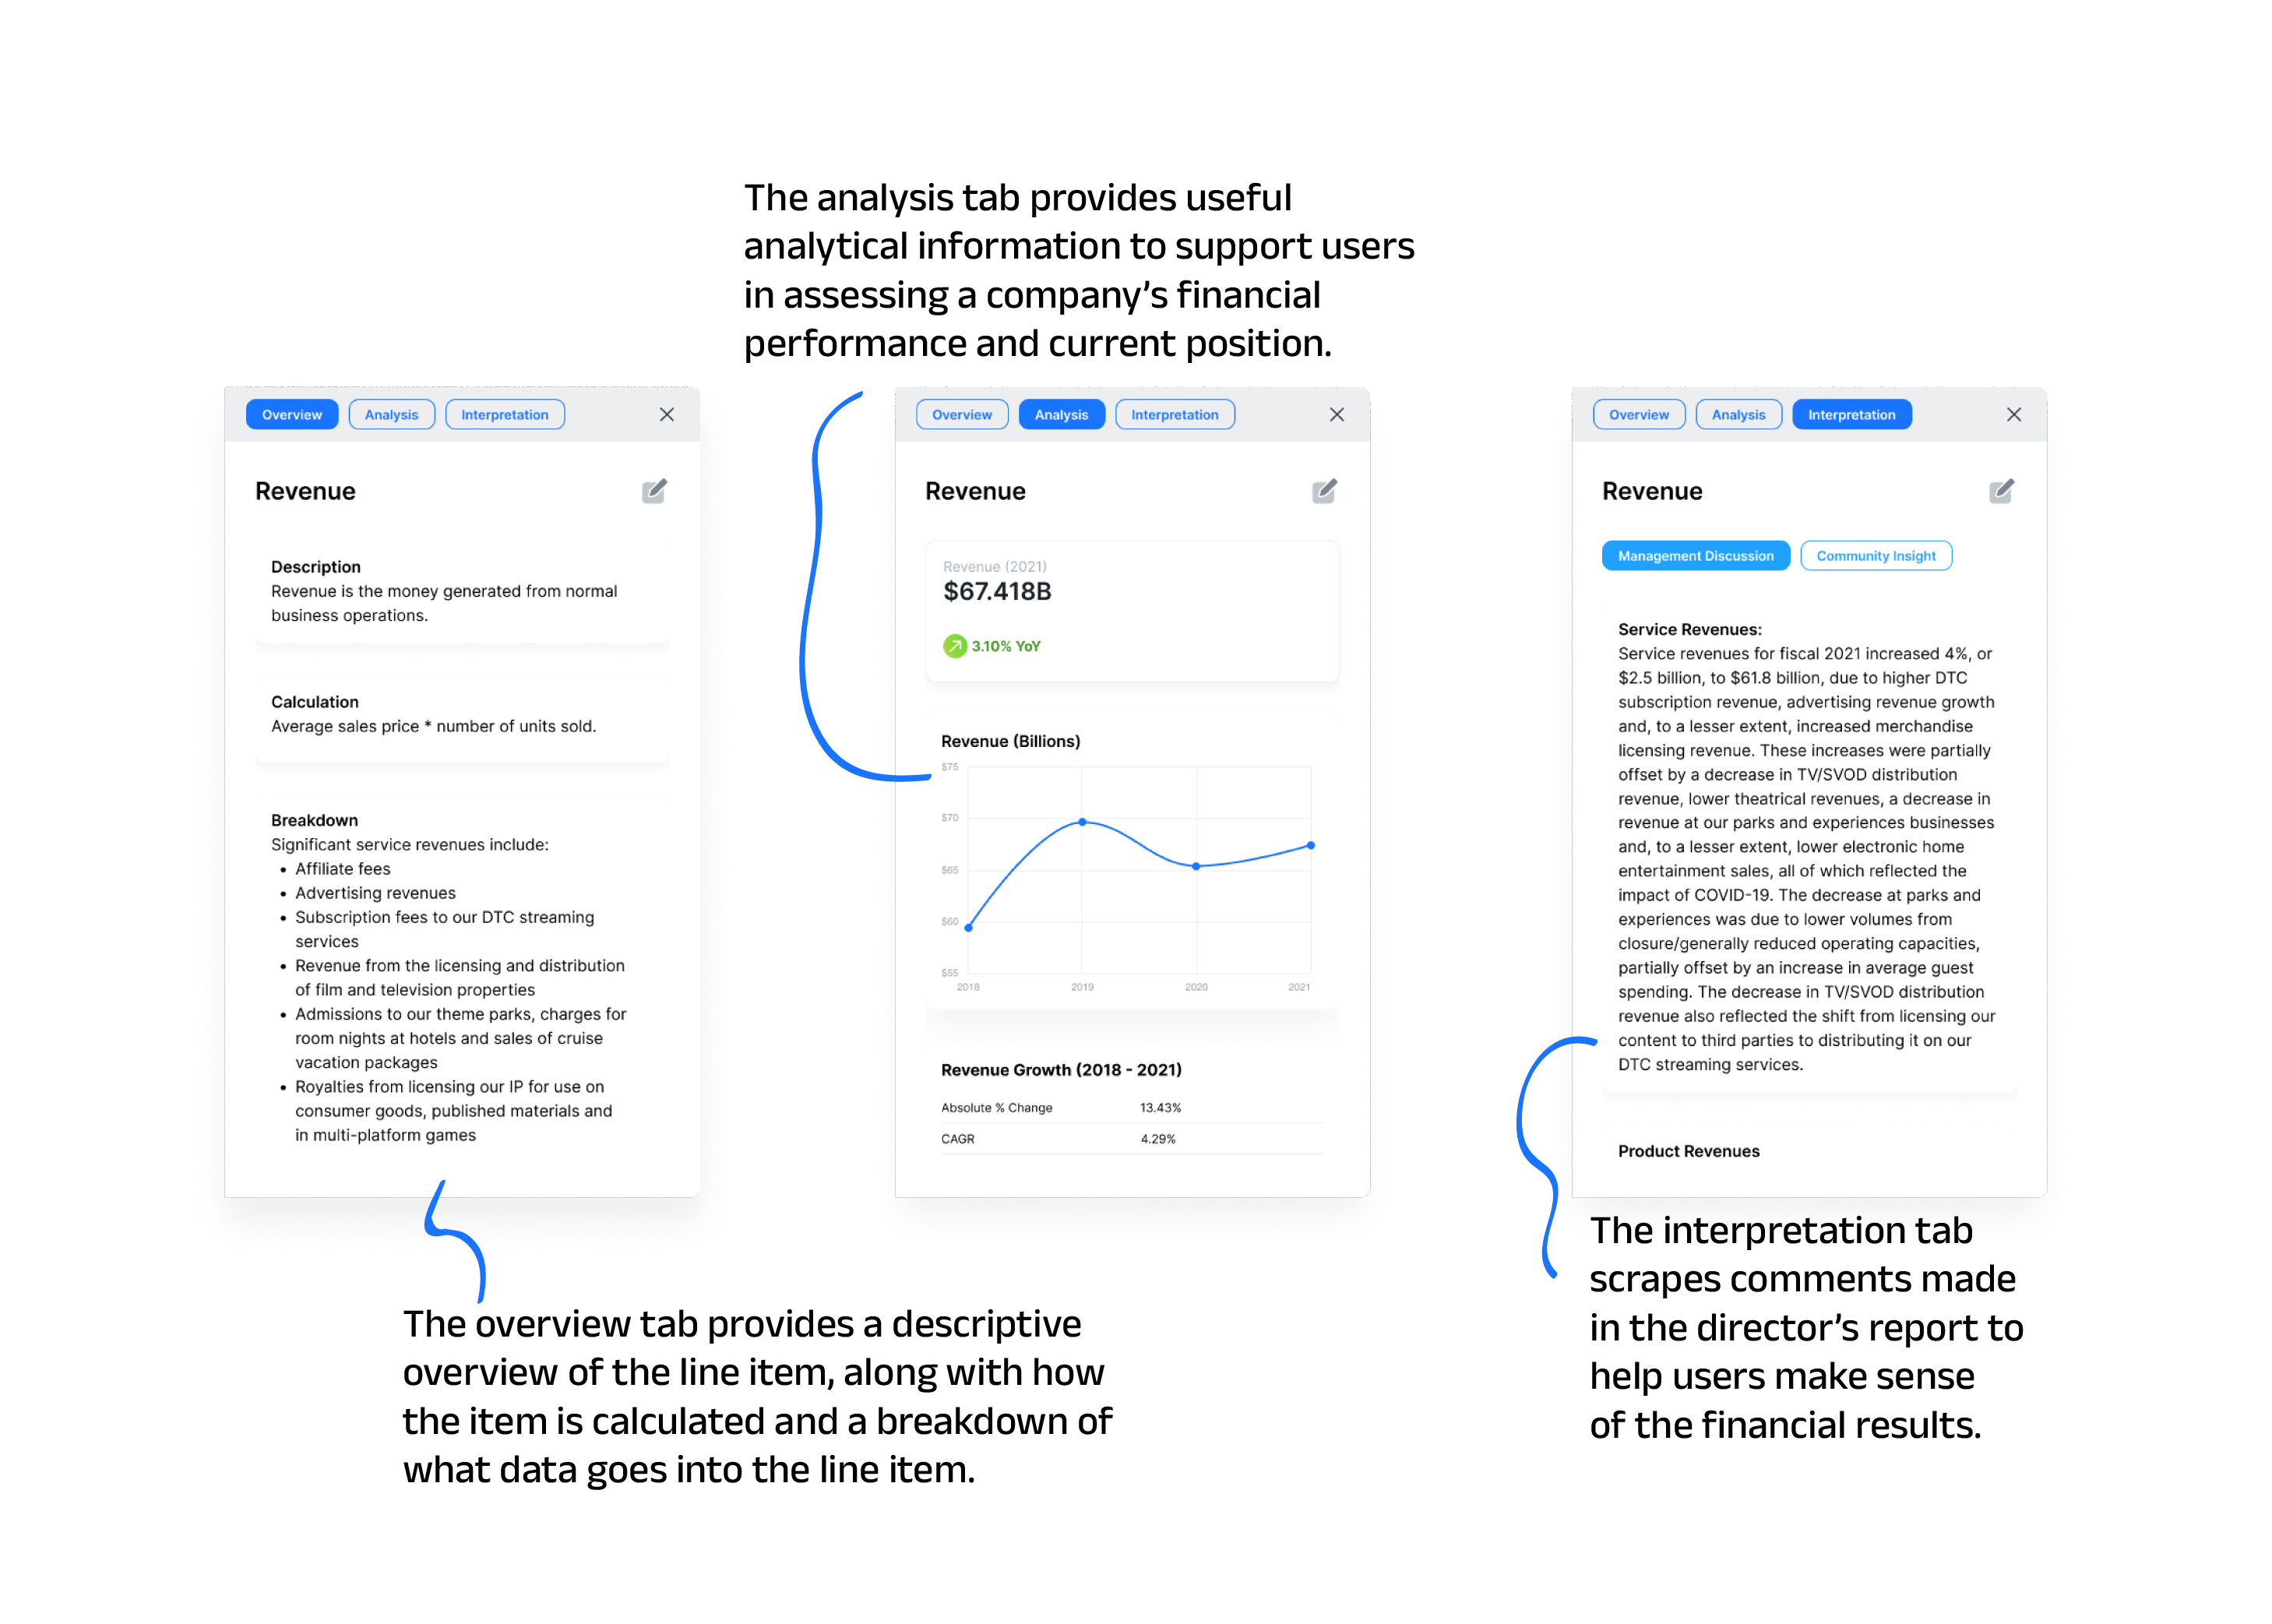 The analysis tab provides useful
analytical information to support users
in assessing a company's financial
performance and current position.
Overview Analysis Interpretation
Revenue
Description
Revenue is the money generated from normal
business operations.
Calculation
Average sales price * number of units sold.
Breakdown
Significant service revenues include:
• Affiliate fees
• Advertising revenues
• Subscription fees to our DTC streaming
services
• Revenue from the licensing and distribution
of film and television properties
• Admissions to our theme parks, charges for
room nights at hotels and sales of cruise
vacation packages
• Royalties from licensing our IP for use on
consumer goods, published materials and
in multi-platform games
The overview tab provides a descriptive
overview of the line item, along with how
the item is calculated and a breakdown of
what data goes into the line item.
Overview Analysis Interpretation
Revenue
Revenue (2021)
$67.418B
3.10% YoY
Revenue (Billions)
$75
$70
$65
$60
$55
2018 2019 2020 2021
Revenue Growth (2018 - 2021)
Absolute % Change 13.43%
CAGR 4.29%
Overview Analysis Interpretation
Revenue
Management Discussion Community Insight
Service Revenues:
Service revenues for fiscal 2021 increased 4%, or
$2.5 billion, to $61.8 billion, due to higher DTC
subscription revenue, advertising revenue growth
and, to a lesser extent, increased merchandise
licensing revenue. These increases were partially
offset by a decrease in TV/SVOD distribution
revenue, lower theatrical revenues, a decrease in
revenue at our parks and experiences businesses
and, to a lesser extent, lower electronic home
entertainment sales, all of which reflected the
impact of COVID-19. The decrease at parks and
experiences was due to lower volumes from
closure/generally reduced operating capacities,
partially offset by an increase in average guest
spending. The decrease in TV/SVOD distribution
revenue also reflected the shift from licensing our
content to third parties to distributing it on our
DTC streaming services.
Product Revenues
The interpretation tab
scrapes comments made
in the director's report to
help users make sense
of the financial results.